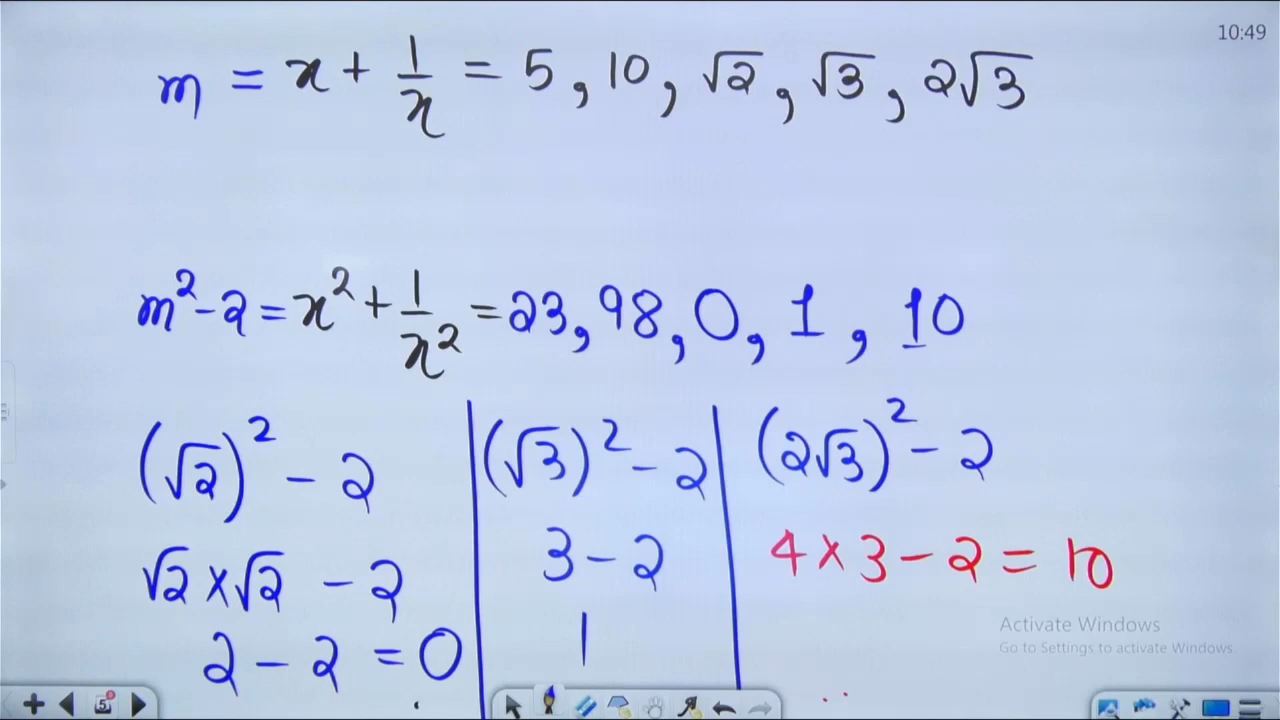 10:49
m = x + 1/x = 5, 10, √2, √3, 2√3
m² - 2 = x² + 1/x² = 23, 98, 0, 1, 10
(√2)² - 2
√2 × √2 - 2
2 - 2 = 0
(√3)² - 2
3 - 2
1
(2√3)² - 2
4 × 3 - 2 = 10
Activate Windows
Go to Settings to activate Windows.
5